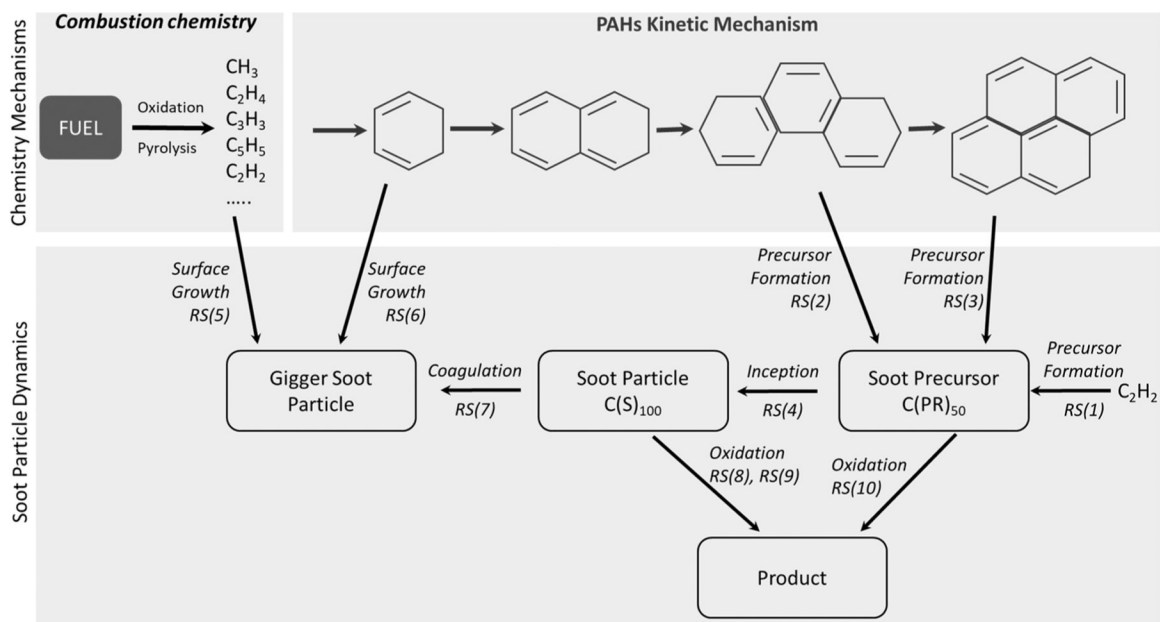 Combustion chemistry
PAHs Kinetic Mechanism
Chemistry Mechanisms
FUEL
Oxidation
Pyrolysis
CH₃
C₂H₄
C₃H₃
C₅H₅
C₂H₂
.....
Soot Particle Dynamics
Surface
Growth
RS(5)
Surface
Growth
RS(6)
Precursor
Formation
RS(2)
Precursor
Formation
RS(3)
Gigger Soot
Particle
Coagulation
RS(7)
Soot Particle
C(S)₁₀₀
Inception
RS(4)
Soot Precursor
C(PR)₅₀
Precursor
Formation
RS(1)
C₂H₂
Oxidation
RS(8), RS(9)
Oxidation
RS(10)
Product